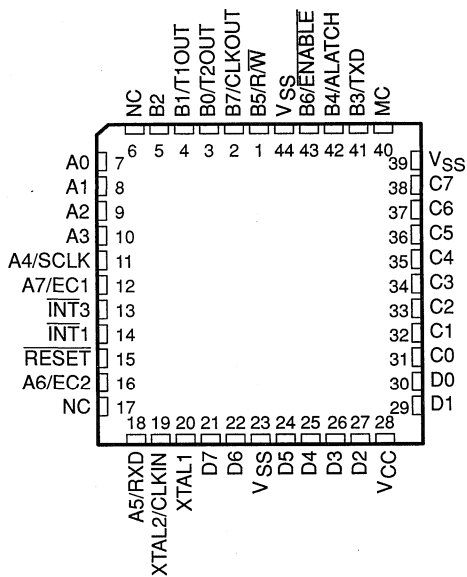 NC
B2
B1/T1OUT
B0/T2OUT
B7/CLKOUT
B5/R/W̅
VSS
B6/E̅N̅A̅B̅L̅E̅
B4/ALATCH
B3/TXD
MC
6 5 4 3 2 1 44 43 42 41 40
A0 7
A1 8
A2 9
A3 10
A4/SCLK 11
A7/EC1 12
I̅N̅T̅3 13
I̅N̅T̅1 14
R̅E̅S̅E̅T̅ 15
A6/EC2 16
NC 17
39 VSS
38 C7
37 C6
36 C5
35 C4
34 C3
33 C2
32 C1
31 C0
30 D0
29 D1
18 19 20 21 22 23 24 25 26 27 28
A5/RXD
XTAL2/CLKIN
XTAL1
D7
D6
VSS
D5
D4
D3
D2
VCC